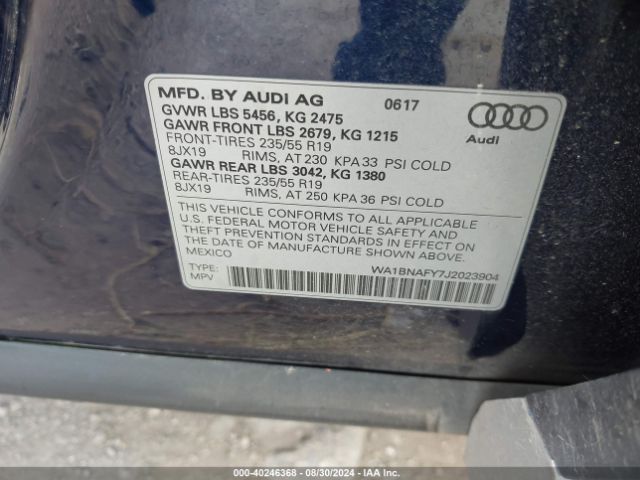 MFD. BY AUDI AG 0617
GVWR LBS 5456, KG 2475
GAWR FRONT LBS 2679, KG 1215
FRONT-TIRES 235/55 R19
8JX19 RIMS, AT 230 KPA 33 PSI COLD
GAWR REAR LBS 3042, KG 1380
REAR-TIRES 235/55 R19
8JX19 RIMS, AT 250 KPA 36 PSI COLD
Audi
THIS VEHICLE CONFORMS TO ALL APPLICABLE
U.S. FEDERAL MOTOR VEHICLE SAFETY AND
THEFT PREVENTION STANDARDS IN EFFECT ON
THE DATE OF MANUFACTURE SHOWN ABOVE.
MEXICO
TYPE: WA1BNAFY7J2023904
MPV
000-40246368 - 08/30/2024 - IAA Inc.